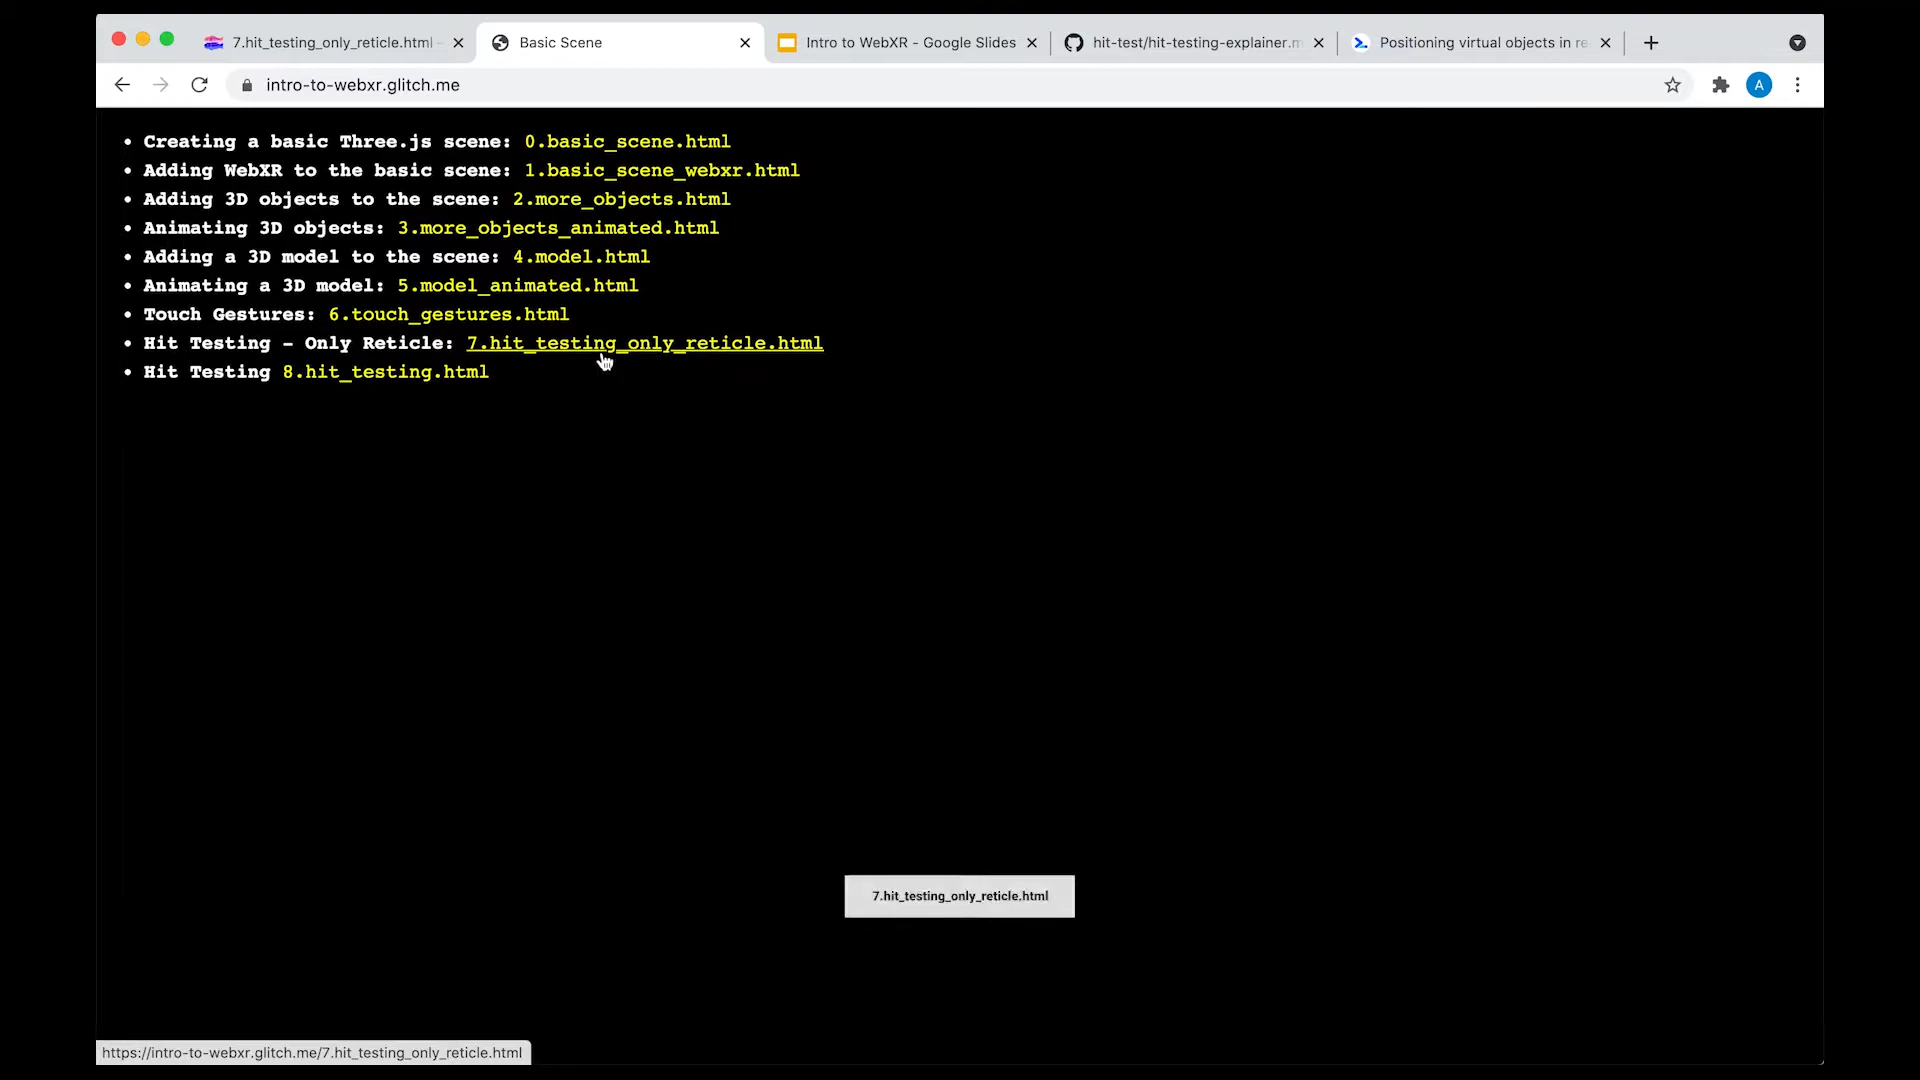 7.hit_testing_only_reticle.html
Basic Scene
Intro to WebXR - Google Slides
hit-test/hit-testing-explainer.m
Positioning virtual objects in re
intro-to-webxr.glitch.me
A
• Creating a basic Three.js scene: 0.basic_scene.html
• Adding WebXR to the basic scene: 1.basic_scene_webxr.html
• Adding 3D objects to the scene: 2.more_objects.html
• Animating 3D objects: 3.more_objects_animated.html
• Adding a 3D model to the scene: 4.model.html
• Animating a 3D model: 5.model_animated.html
• Touch Gestures: 6.touch_gestures.html
• Hit Testing - Only Reticle: 7.hit_testing_only_reticle.html
• Hit Testing 8.hit_testing.html
7.hit_testing_only_reticle.html
https://intro-to-webxr.glitch.me/7.hit_testing_only_reticle.html